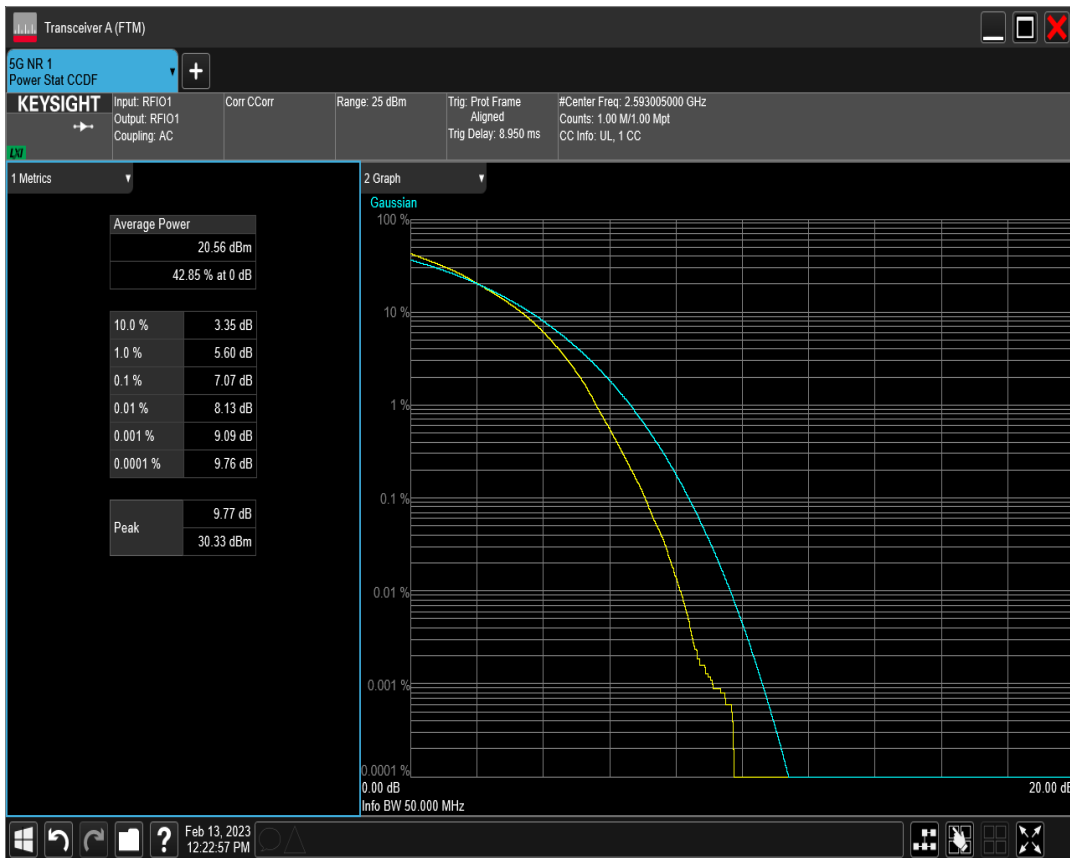 Transceiver A (FTM)
5G NR 1
Power Stat CCDF
+
KEYSIGHT
LXI
Input: RFIO1
Output: RFIO1
Coupling: AC
Corr CCorr
Range: 25 dBm
Trig: Prot Frame
Aligned
Trig Delay: 8.950 ms
#Center Freq: 2.593005000 GHz
Counts: 1.00 M/1.00 Mpt
CC Info: UL, 1 CC
1 Metrics
Average Power
20.56 dBm
42.85 % at 0 dB
10.0 % 3.35 dB
1.0 % 5.60 dB
0.1 % 7.07 dB
0.01 % 8.13 dB
0.001 % 9.09 dB
0.0001 % 9.76 dB
Peak
9.77 dB
30.33 dBm
2 Graph
Gaussian
100 %
10 %
1 %
0.1 %
0.01 %
0.001 %
0.0001 %
0.00 dB 20.00 dB
Info BW 50.000 MHz
?
Feb 13, 2023
12:22:57 PM